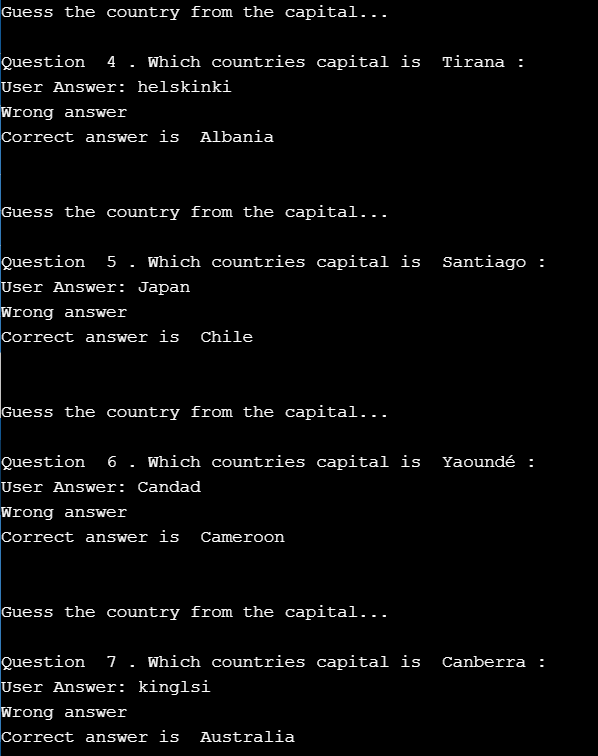 Guess the country from the capital...
Question  4 . Which countries capital is  Tirana :
User Answer: helskinki
Wrong answer
Correct answer is  Albania
Guess the country from the capital...
Question  5 . Which countries capital is  Santiago :
User Answer: Japan
Wrong answer
Correct answer is  Chile
Guess the country from the capital...
Question  6 . Which countries capital is  Yaoundé :
User Answer: Candad
Wrong answer
Correct answer is  Cameroon
Guess the country from the capital...
Question  7 . Which countries capital is  Canberra :
User Answer: kinglsi
Wrong answer
Correct answer is  Australia